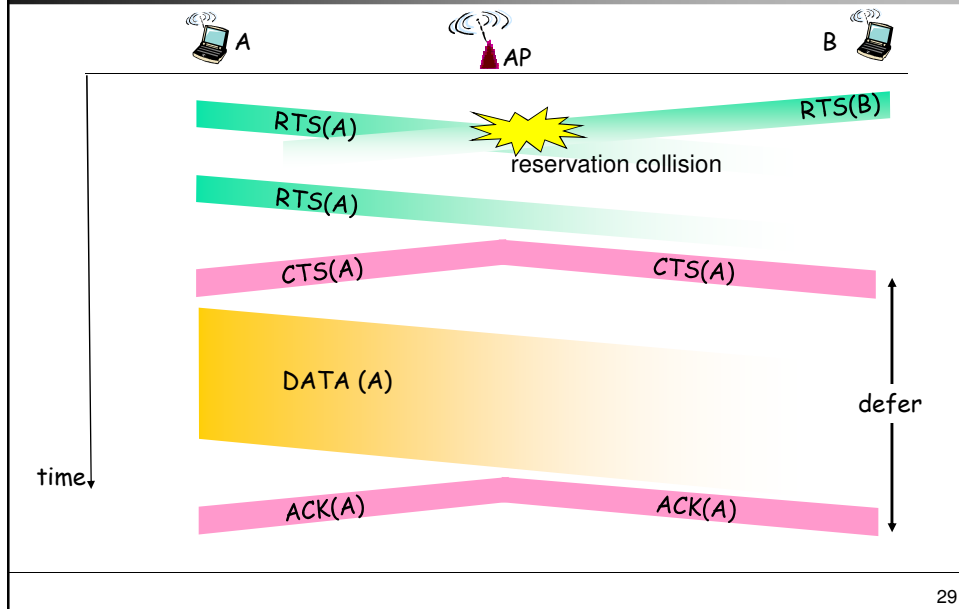 A
AP
B
RTS(A)
RTS(B)
reservation collision
RTS(A)
CTS(A)
CTS(A)
DATA (A)
defer
time
ACK(A)
ACK(A)
29